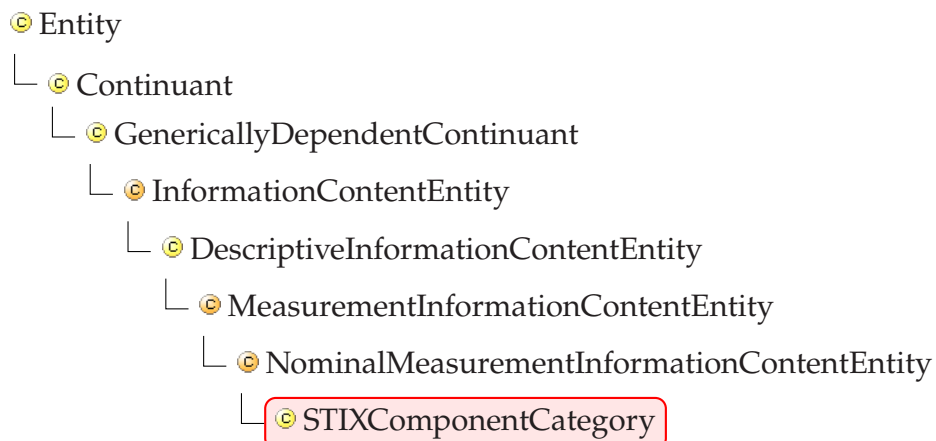 © Entity
© Continuant
© GenericallyDependentContinuant
© InformationContentEntity
© DescriptiveInformationContentEntity
© MeasurementInformationContentEntity
© NominalMeasurementInformationContentEntity
© STIXComponentCategory